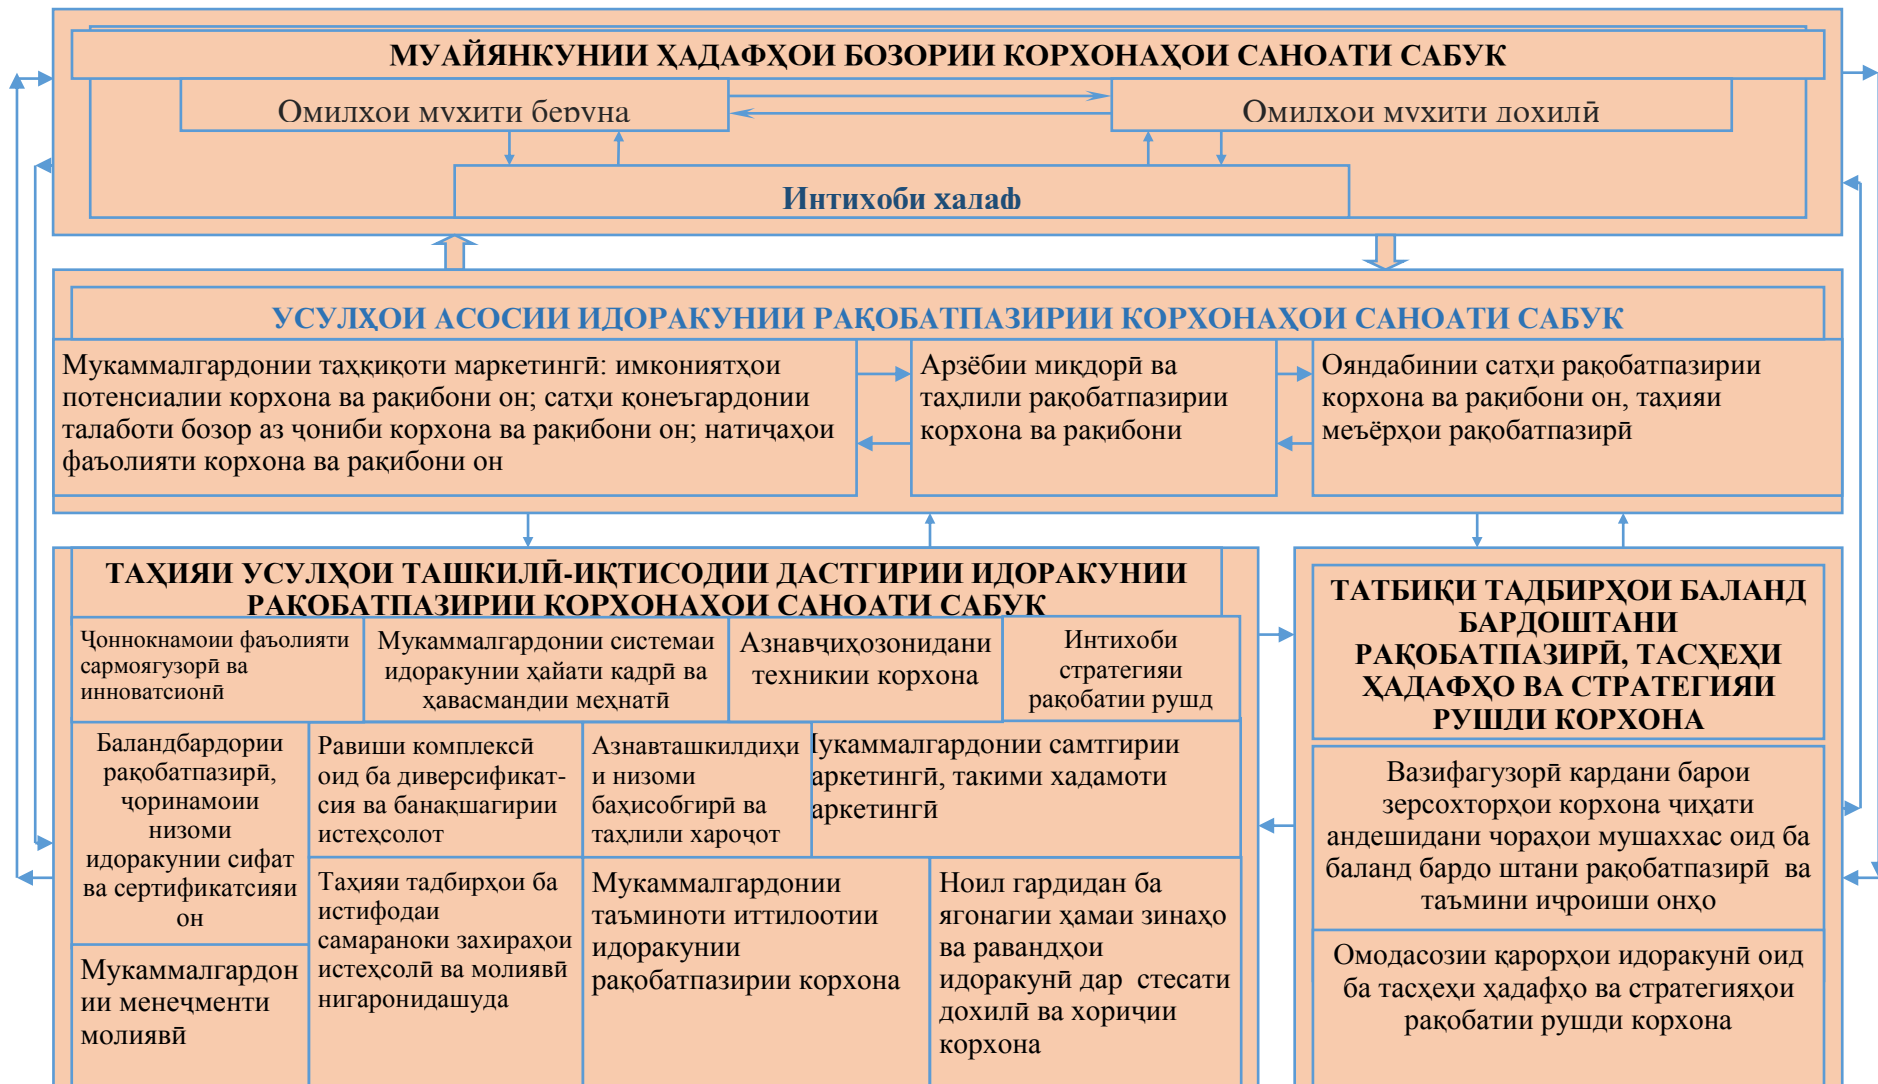 МУАЙЯНКУНИИ ҲАДАФҲОИ БОЗОРИИ КОРХОНАҲОИ САНОАТИ САБУК
Омилҳои муҳити беруна
Омилҳои муҳити дохилӣ
Интихоби ҳадаф
УСУЛҲОИ АСОСИИ ИДОРАКУНИИ РАҚОБАТПАЗИРИИ КОРХОНАҲОИ САНОАТИ САБУК
Мукаммалгардонии таҳқиқоти маркетингӣ: имкониятҳои
потенсиалии корхона ва рақибони он; сатҳи қонеъгардонии
талаботи бозор аз ҷониби корхона ва рақибони он; натиҷаҳои
фаъолияти корхона ва рақибони он
Арзёбии миқдорӣ ва
таҳлили рақобатпазирии
корхона ва рақибони
Ояндабинии сатҳи рақобатпазирии
корхона ва рақибони он, таҳияи
меъёрҳои рақобатпазирӣ
ТАҲИЯИ УСУЛҲОИ ТАШКИЛӢ-ИҚТИСОДИИ ДАСТГИРИИ ИДОРАКУНИИ
РАҚОБАТПАЗИРИИ КОРХОНАҲОИ САНОАТИ САБУК
Ҷоннокнамоии фаъолияти
сармоягузорӣ ва
инноватсионӣ
Мукаммалгардонии системаи
идоракунии ҳайати кадрӣ ва
ҳавасмандии меҳнатӣ
Азнавҷиҳозонидани
техникии корхона
Интихоби
стратегияи
рақобатии рушд
Баландбардории
рақобатпазирӣ,
ҷоринамоии
низоми
идоракунии сифат
ва сертификатсияи
он
Равиши комплексӣ
оид ба диверсификат-
сия ва банақшагирии
истеҳсолот
Азнавташкилдиҳи
и низоми
баҳисобгирӣ ва
таҳлили хароҷот
укаммалгардонии самтгирии
аркетингӣ, такими хадамоти
аркетингӣ
Мукаммалгардон
ии менеҷменти
молиявӣ
Таҳияи тадбирҳои ба
истифодаи
самараноки захираҳои
истеҳсолӣ ва молиявӣ
нигаронидашуда
Мукаммалгардонии
таъминоти иттилоотии
идоракунии
рақобатпазирии корхона
Ноил гардидан ба
ягонагии ҳамаи зинаҳо
ва равандҳои
идоракунӣ дар стесати
дохилӣ ва хориҷии
корхона
ТАТБИҚИ ТАДБИРҲОИ БАЛАНД
БАРДОШТАНИ
РАҚОБАТПАЗИРӢ, ТАСҲЕҲИ
ҲАДАФҲО ВА СТРАТЕГИЯИ
РУШДИ КОРХОНА
Вазифагузорӣ кардани барои
зерсохторҳои корхона ҷиҳати
андешидани чораҳои мушаххас оид ба
баланд бардо штани рақобатпазирӣ ва
таъмини иҷроиши онҳо
Омодасозии қарорҳои идоракунӣ оид
ба тасҳеҳи ҳадафҳо ва стратегияҳои
рақобатии рушди корхона